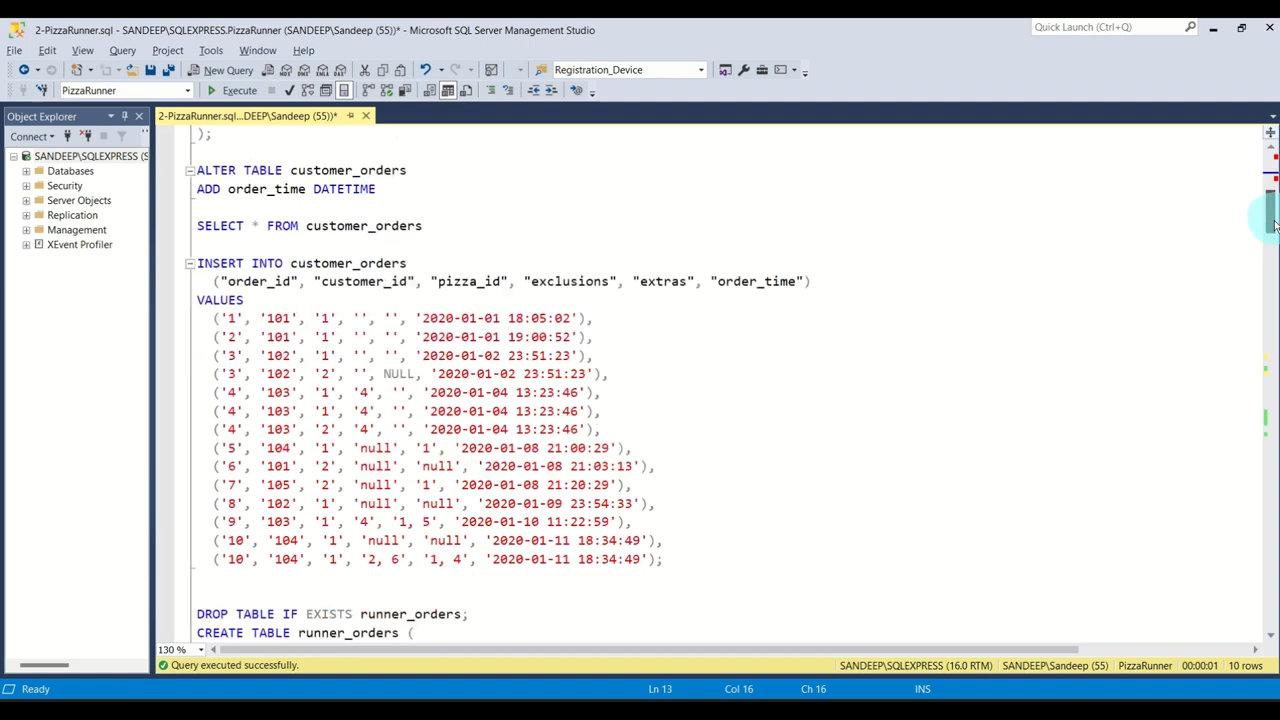 2-PizzaRunner.sql - SANDEEP\SQLEXPRESS.PizzaRunner (SANDEEP\Sandeep (55))* - Microsoft SQL Server Management Studio
Quick Launch (Ctrl+Q)
File Edit View Query Project Tools Window Help
New Query MDX DMX XMLA DAX Registration_Device
PizzaRunner Execute
Object Explorer
2-PizzaRunner.sql...DEEP\Sandeep (55))*
Connect
SANDEEP\SQLEXPRESS (S
Databases
Security
Server Objects
Replication
Management
XEvent Profiler
);
ALTER TABLE customer_orders
ADD order_time DATETIME
SELECT * FROM customer_orders
INSERT INTO customer_orders
("order_id", "customer_id", "pizza_id", "exclusions", "extras", "order_time")
VALUES
('1', '101', '1', '', '', '2020-01-01 18:05:02'),
('2', '101', '1', '', '', '2020-01-01 19:00:52'),
('3', '102', '1', '', '', '2020-01-02 23:51:23'),
('3', '102', '2', '', NULL, '2020-01-02 23:51:23'),
('4', '103', '1', '4', '', '2020-01-04 13:23:46'),
('4', '103', '1', '4', '', '2020-01-04 13:23:46'),
('4', '103', '2', '4', '', '2020-01-04 13:23:46'),
('5', '104', '1', 'null', '1', '2020-01-08 21:00:29'),
('6', '101', '2', 'null', 'null', '2020-01-08 21:03:13'),
('7', '105', '2', 'null', '1', '2020-01-08 21:20:29'),
('8', '102', '1', 'null', 'null', '2020-01-09 23:54:33'),
('9', '103', '1', '4', '1, 5', '2020-01-10 11:22:59'),
('10', '104', '1', 'null', 'null', '2020-01-11 18:34:49'),
('10', '104', '1', '2, 6', '1, 4', '2020-01-11 18:34:49');
DROP TABLE IF EXISTS runner_orders;
CREATE TABLE runner_orders (
130 %
Query executed successfully. SANDEEP\SQLEXPRESS (16.0 RTM) SANDEEP\Sandeep (55) PizzaRunner 00:00:01 10 rows
Ready Ln 13 Col 16 Ch 16 INS